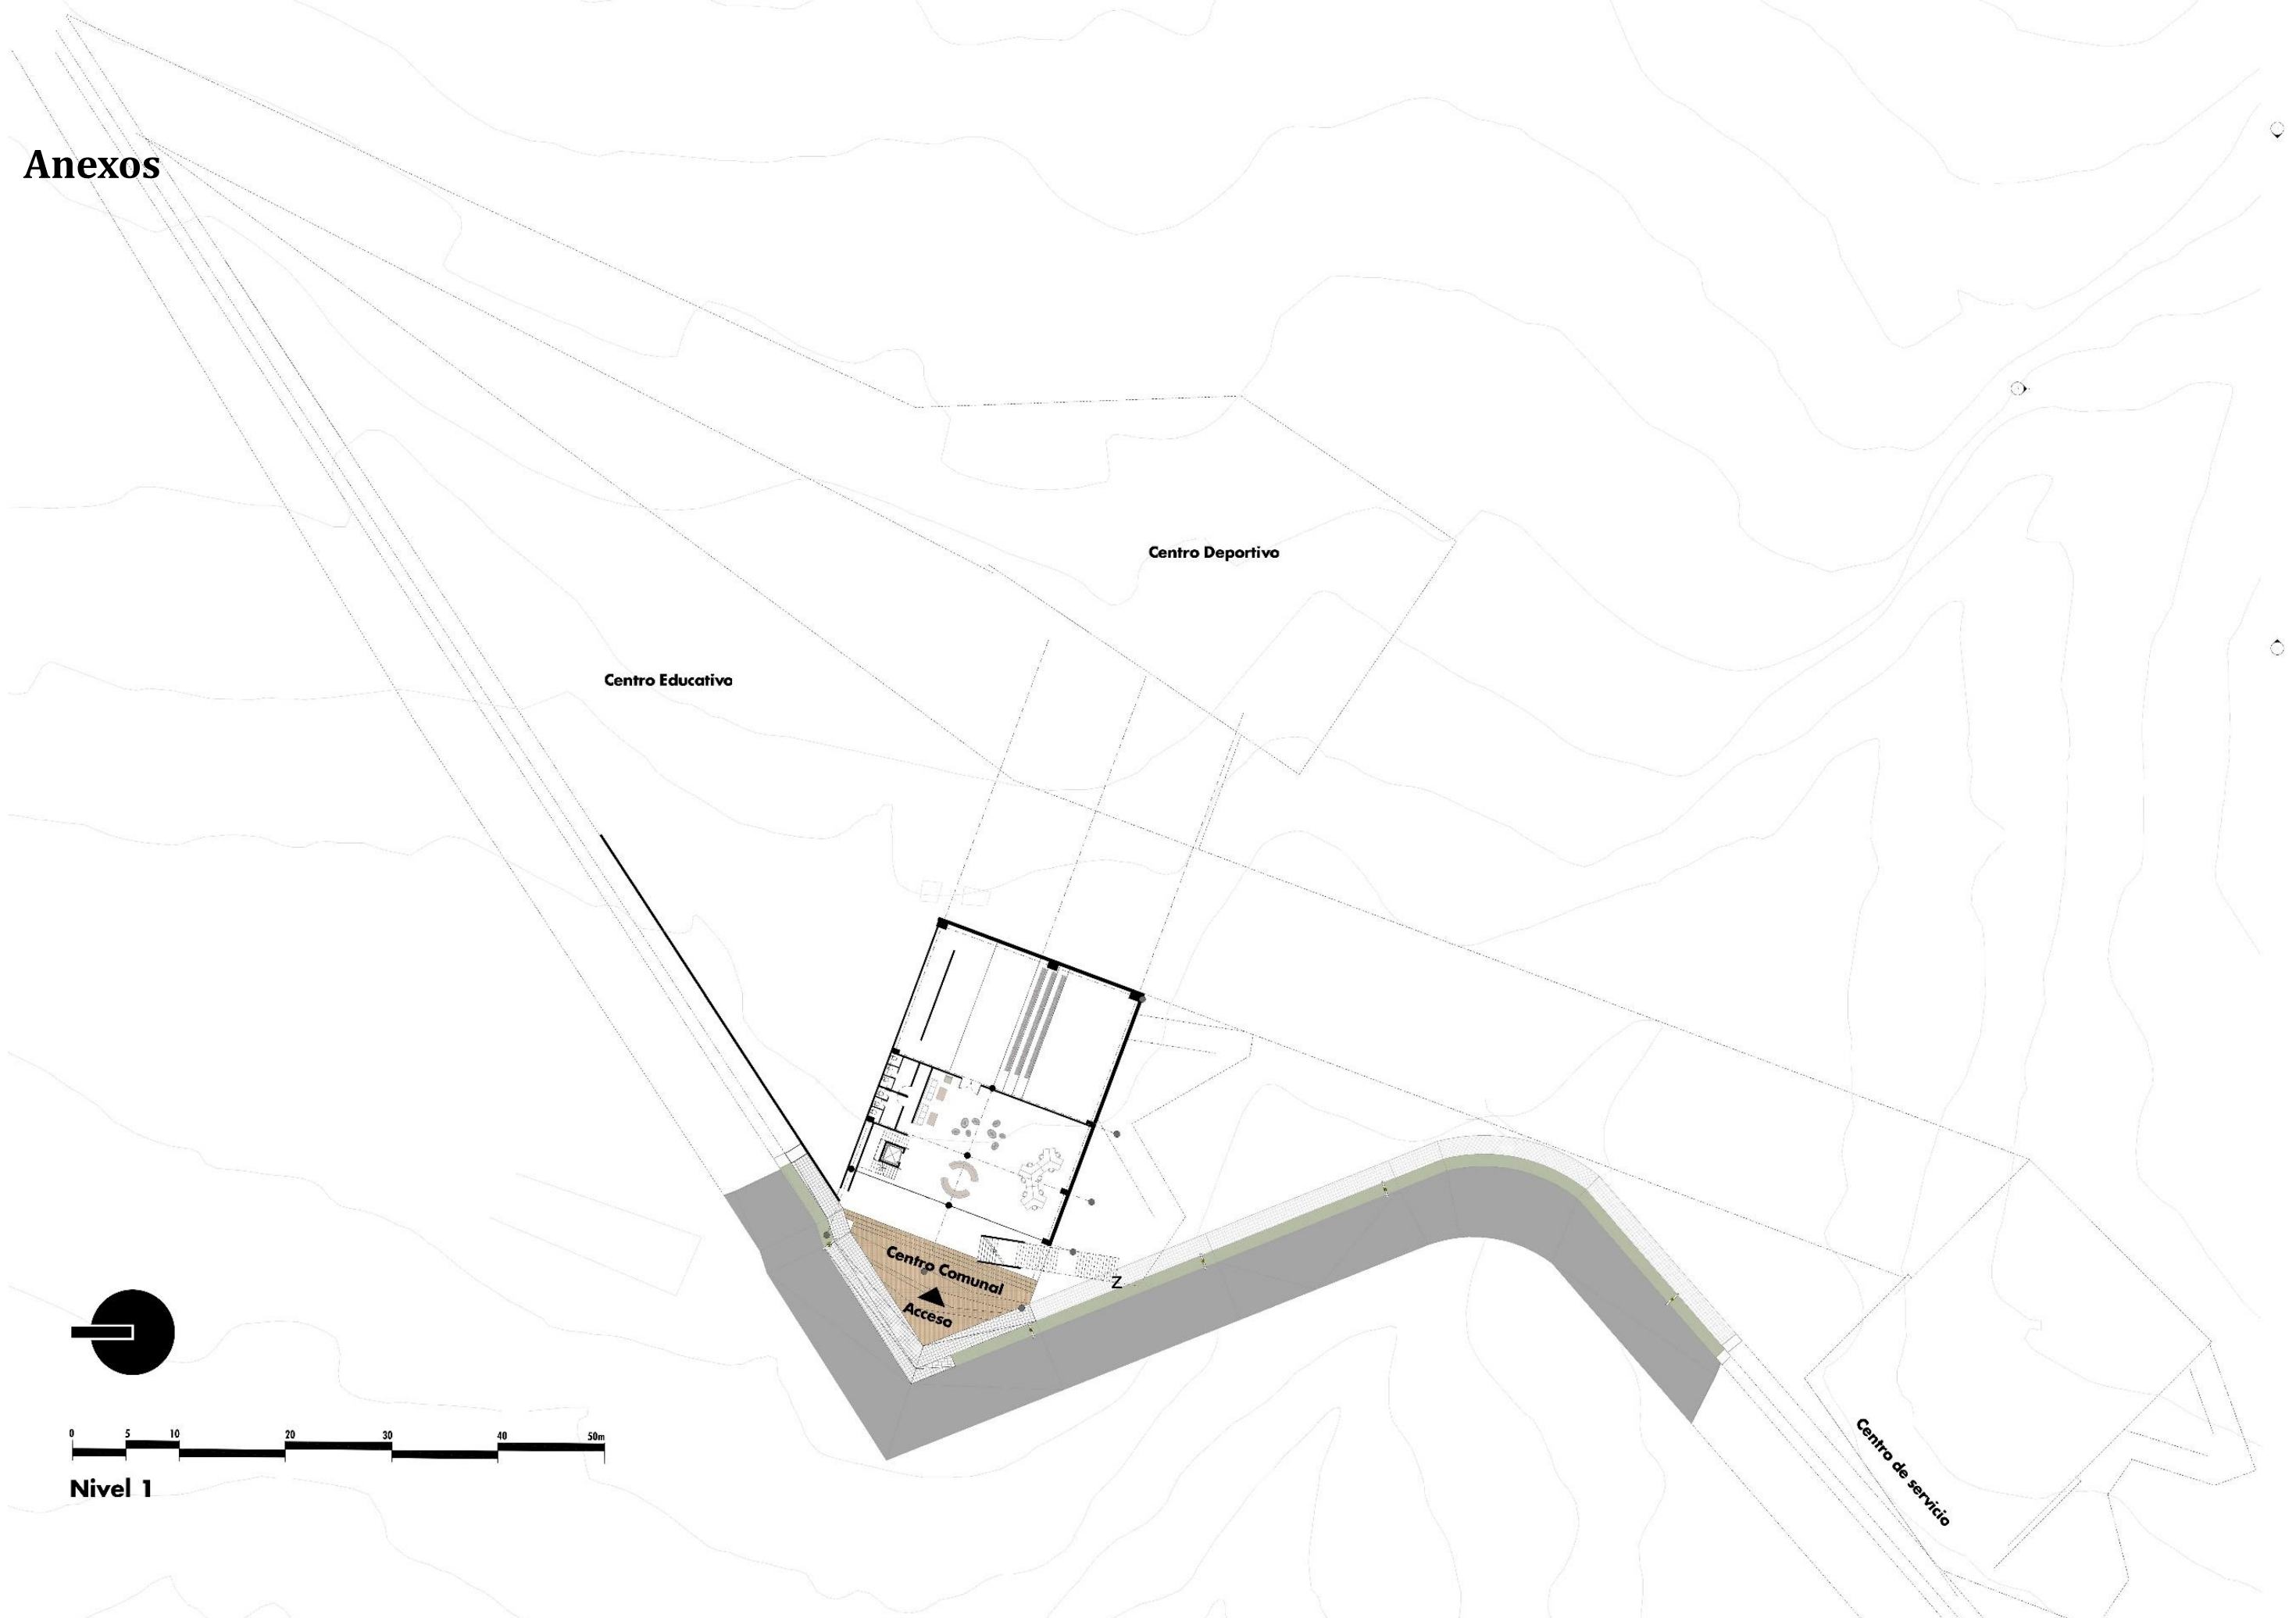 Anexos
Centro Deportivo
Centro Educativo
Centro Comunal
Acceso
Z
Centro de servicio
0 5 10 20 30 40 50m
Nivel 1